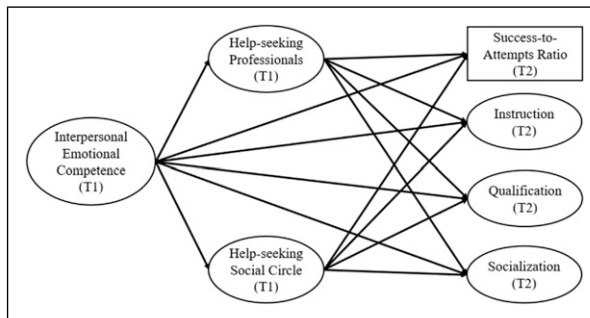 Help-seeking
Professionals
(T1)
Success-to-
Attempts Ratio
(T2)
Instruction
(T2)
Interpersonal
Emotional
Competence
(T1)
Qualification
(T2)
Help-seeking
Social Circle
(T1)
Socialization
(T2)